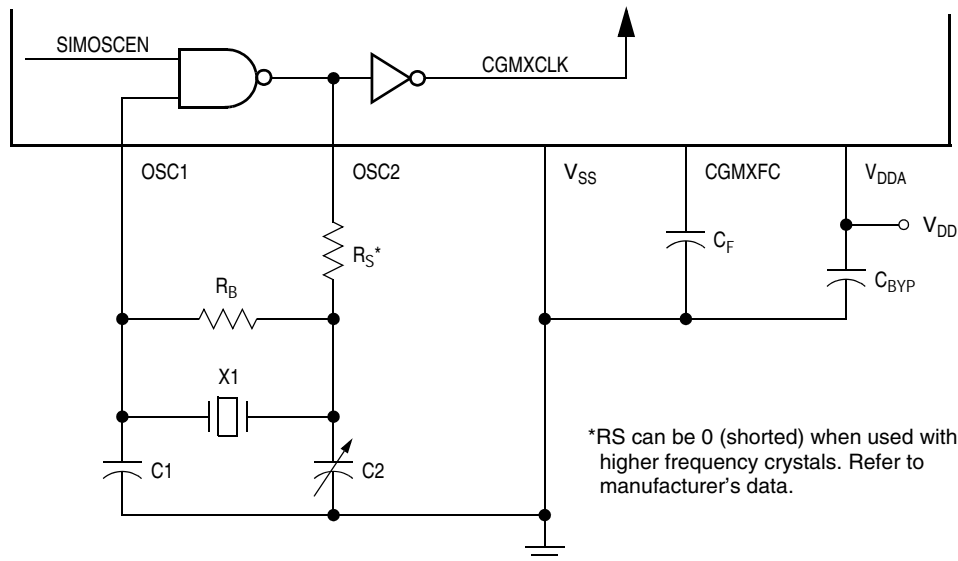 SIMOSCEN
CGMXCLK
OSC1
OSC2
VSS
CGMXFC
VDDA
VDD
RS*
CF
CBYP
RB
X1
C1
C2
*RS can be 0 (shorted) when used with
higher frequency crystals. Refer to
manufacturer's data.